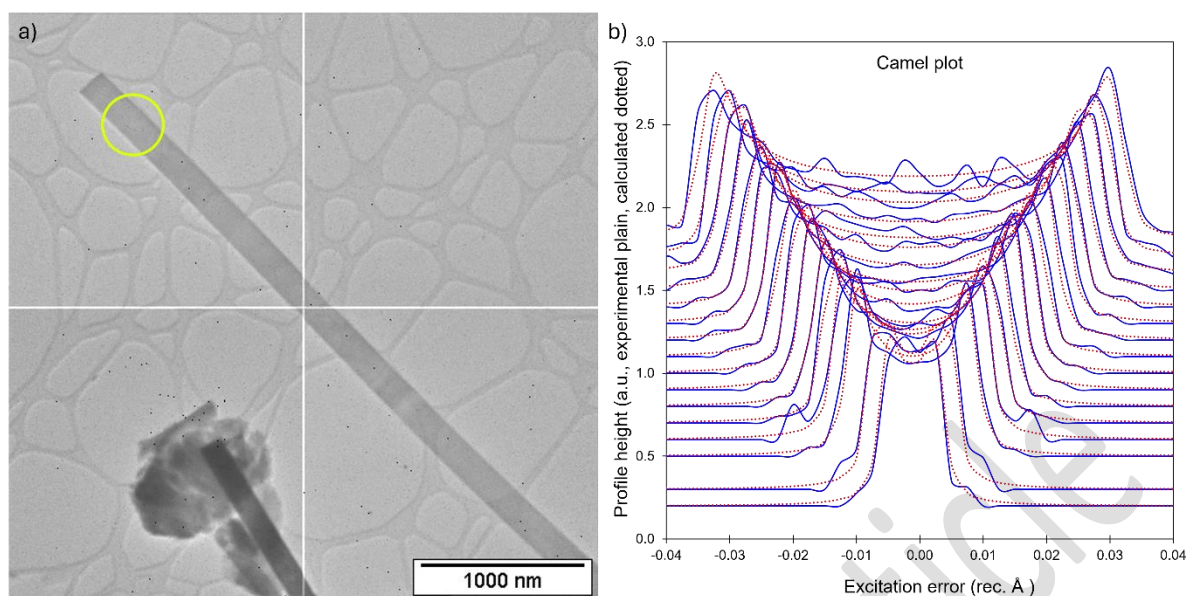 a)
1000 nm
b)
Camel plot
Profile height (a.u., experimental plain, calculated dotted)
3.0
2.5
2.0
1.5
1.0
0.5
0.0
-0.04 -0.03 -0.02 -0.01 0.00 0.01 0.02 0.03 0.04
Excitation error (rec. Å )
ticle